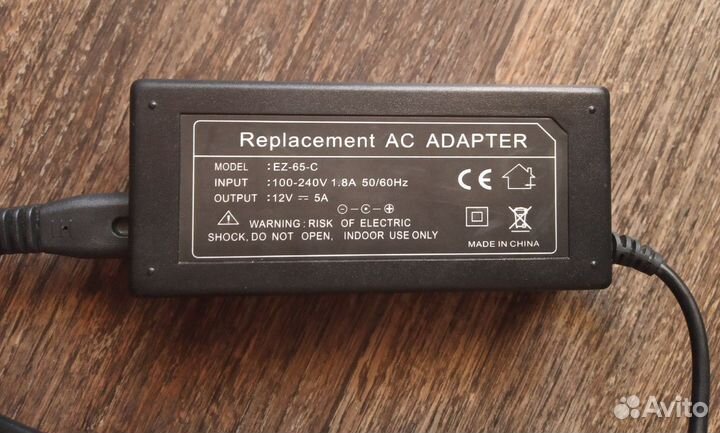 Replacement AC ADAPTER
MODEL : EZ-65-C
INPUT : 100-240V 1.8A 50/60Hz
OUTPUT : 12V ⎓ 5A
WARNING : RISK OF ELECTRIC
SHOCK, DO NOT OPEN, INDOOR USE ONLY
CE
MADE IN CHINA
Avito